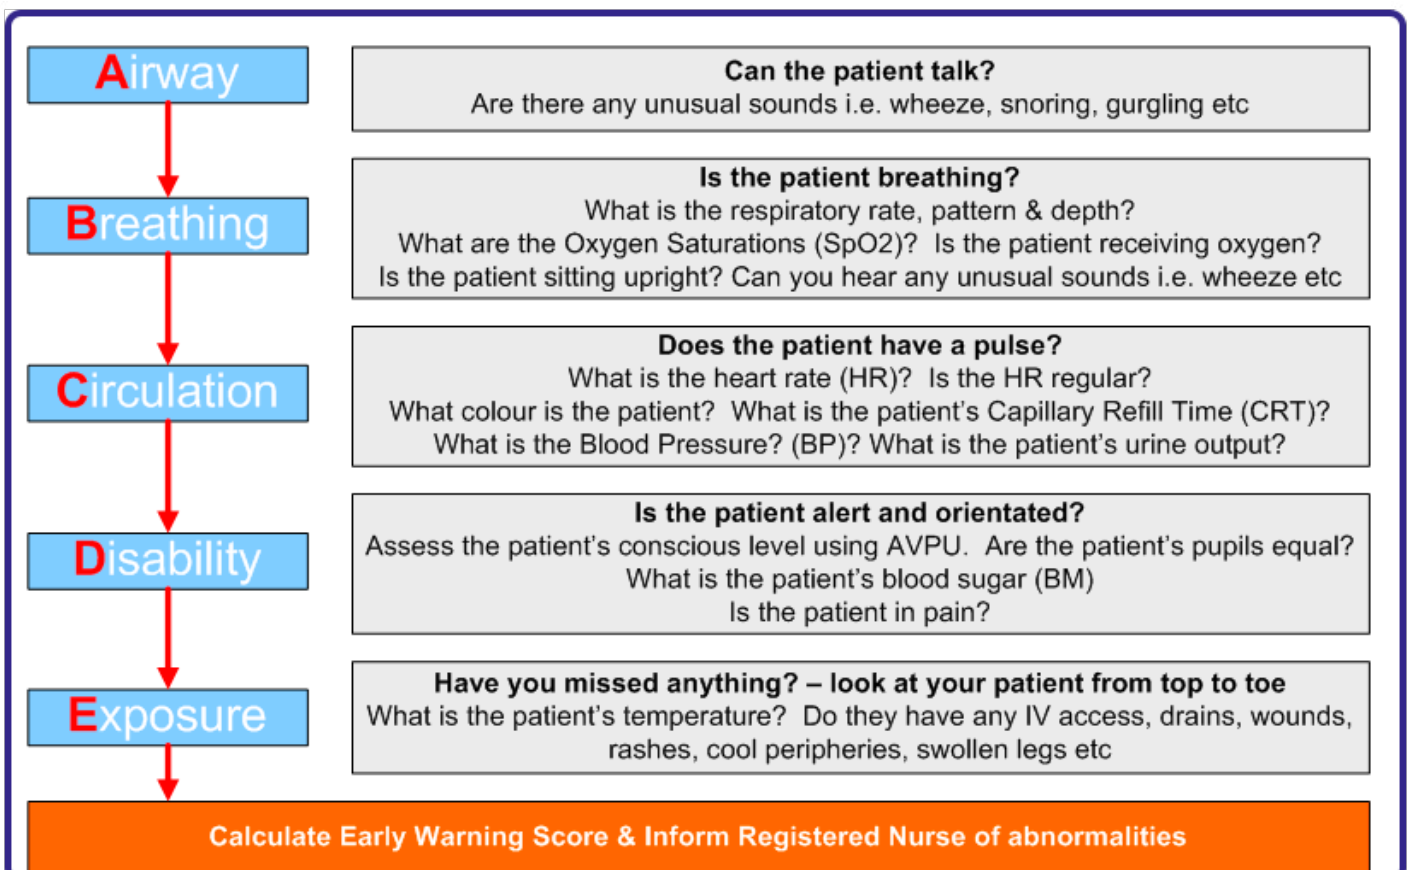 Airway
Can the patient talk?
Are there any unusual sounds i.e. wheeze, snoring, gurgling etc
Breathing
Is the patient breathing?
What is the respiratory rate, pattern & depth?
What are the Oxygen Saturations (SpO2)?  Is the patient receiving oxygen?
Is the patient sitting upright? Can you hear any unusual sounds i.e. wheeze etc
Circulation
Does the patient have a pulse?
What is the heart rate (HR)?  Is the HR regular?
What colour is the patient?  What is the patient's Capillary Refill Time (CRT)?
What is the Blood Pressure? (BP)? What is the patient's urine output?
Disability
Is the patient alert and orientated?
Assess the patient's conscious level using AVPU.  Are the patient's pupils equal?
What is the patient's blood sugar (BM)
Is the patient in pain?
Exposure
Have you missed anything? – look at your patient from top to toe
What is the patient's temperature?  Do they have any IV access, drains, wounds,
rashes, cool peripheries, swollen legs etc
Calculate Early Warning Score & Inform Registered Nurse of abnormalities